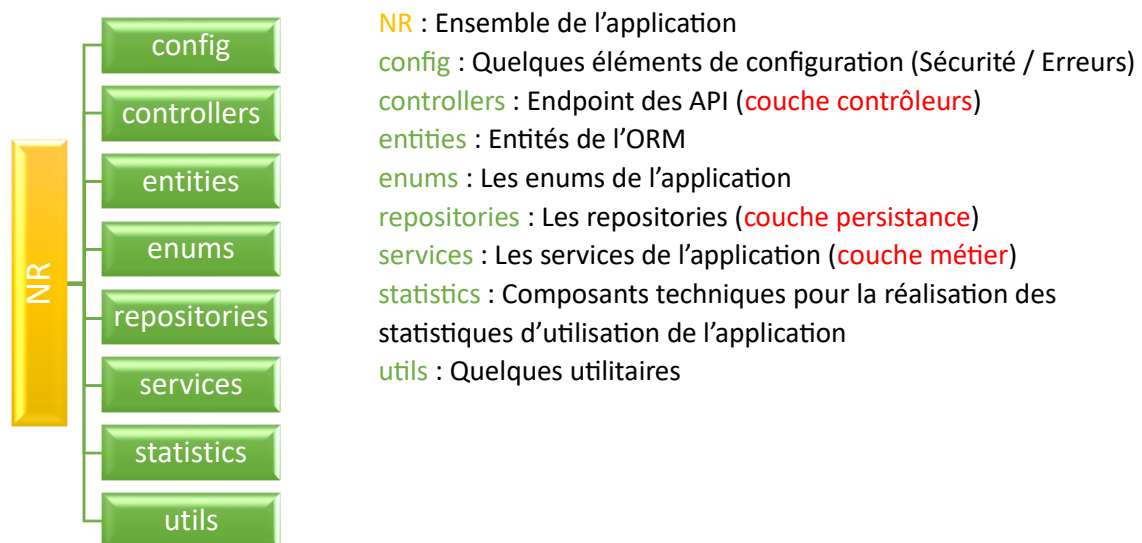 config
controllers
entities
enums
NR
repositories
services
statistics
utils
NR : Ensemble de l’application
config : Quelques éléments de configuration (Sécurité / Erreurs)
controllers : Endpoint des API (couche contrôleurs)
entities : Entités de l’ORM
enums : Les enums de l’application
repositories : Les repositories (couche persistance)
services : Les services de l’application (couche métier)
statistics : Composants techniques pour la réalisation des
statistiques d’utilisation de l’application
utils : Quelques utilitaires